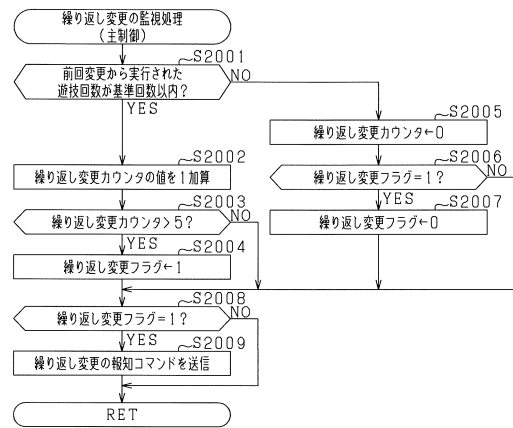 繰り返し変更の監視処理
(主制御)
S2001
前回変更から実行された
遊技回数が基準回数以内?
NO
YES
S2005
繰り返し変更カウンタ←0
S2002
繰り返し変更カウンタの値を1加算
S2006
繰り返し変更フラグ=1?
NO
YES
S2003
繰り返し変更カウンタ>5?
NO
YES
S2007
繰り返し変更フラグ←0
S2004
繰り返し変更フラグ←1
S2008
繰り返し変更フラグ=1?
NO
YES
S2009
繰り返し変更の報知コマンドを送信
RET